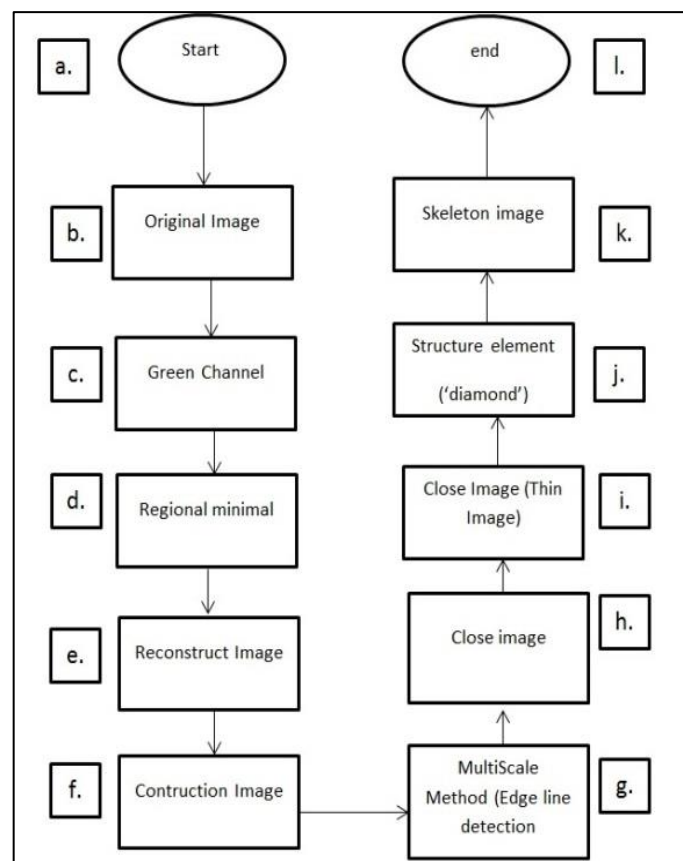 a.
Start
b.
Original Image
c.
Green Channel
d.
Regional minimal
e.
Reconstruct Image
f.
Contruction Image
g.
MultiScale
Method (Edge line
detection
h.
Close image
i.
Close Image (Thin
Image)
j.
Structure element
(‘diamond’)
k.
Skeleton image
l.
end